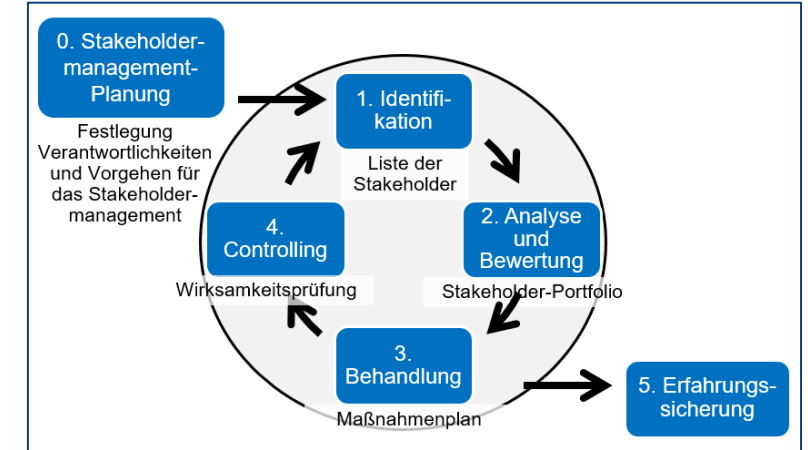 0. Stakeholder-
management-
Planung
Festlegung
Verantwortlichkeiten
und Vorgehen für
das Stakeholder-
management
1. Identifi-
kation
Liste der
Stakeholder
2. Analyse
und
Bewertung
Stakeholder-Portfolio
3.
Behandlung
Maßnahmenplan
4.
Controlling
Wirksamkeitsprüfung
5. Erfahrungs-
sicherung